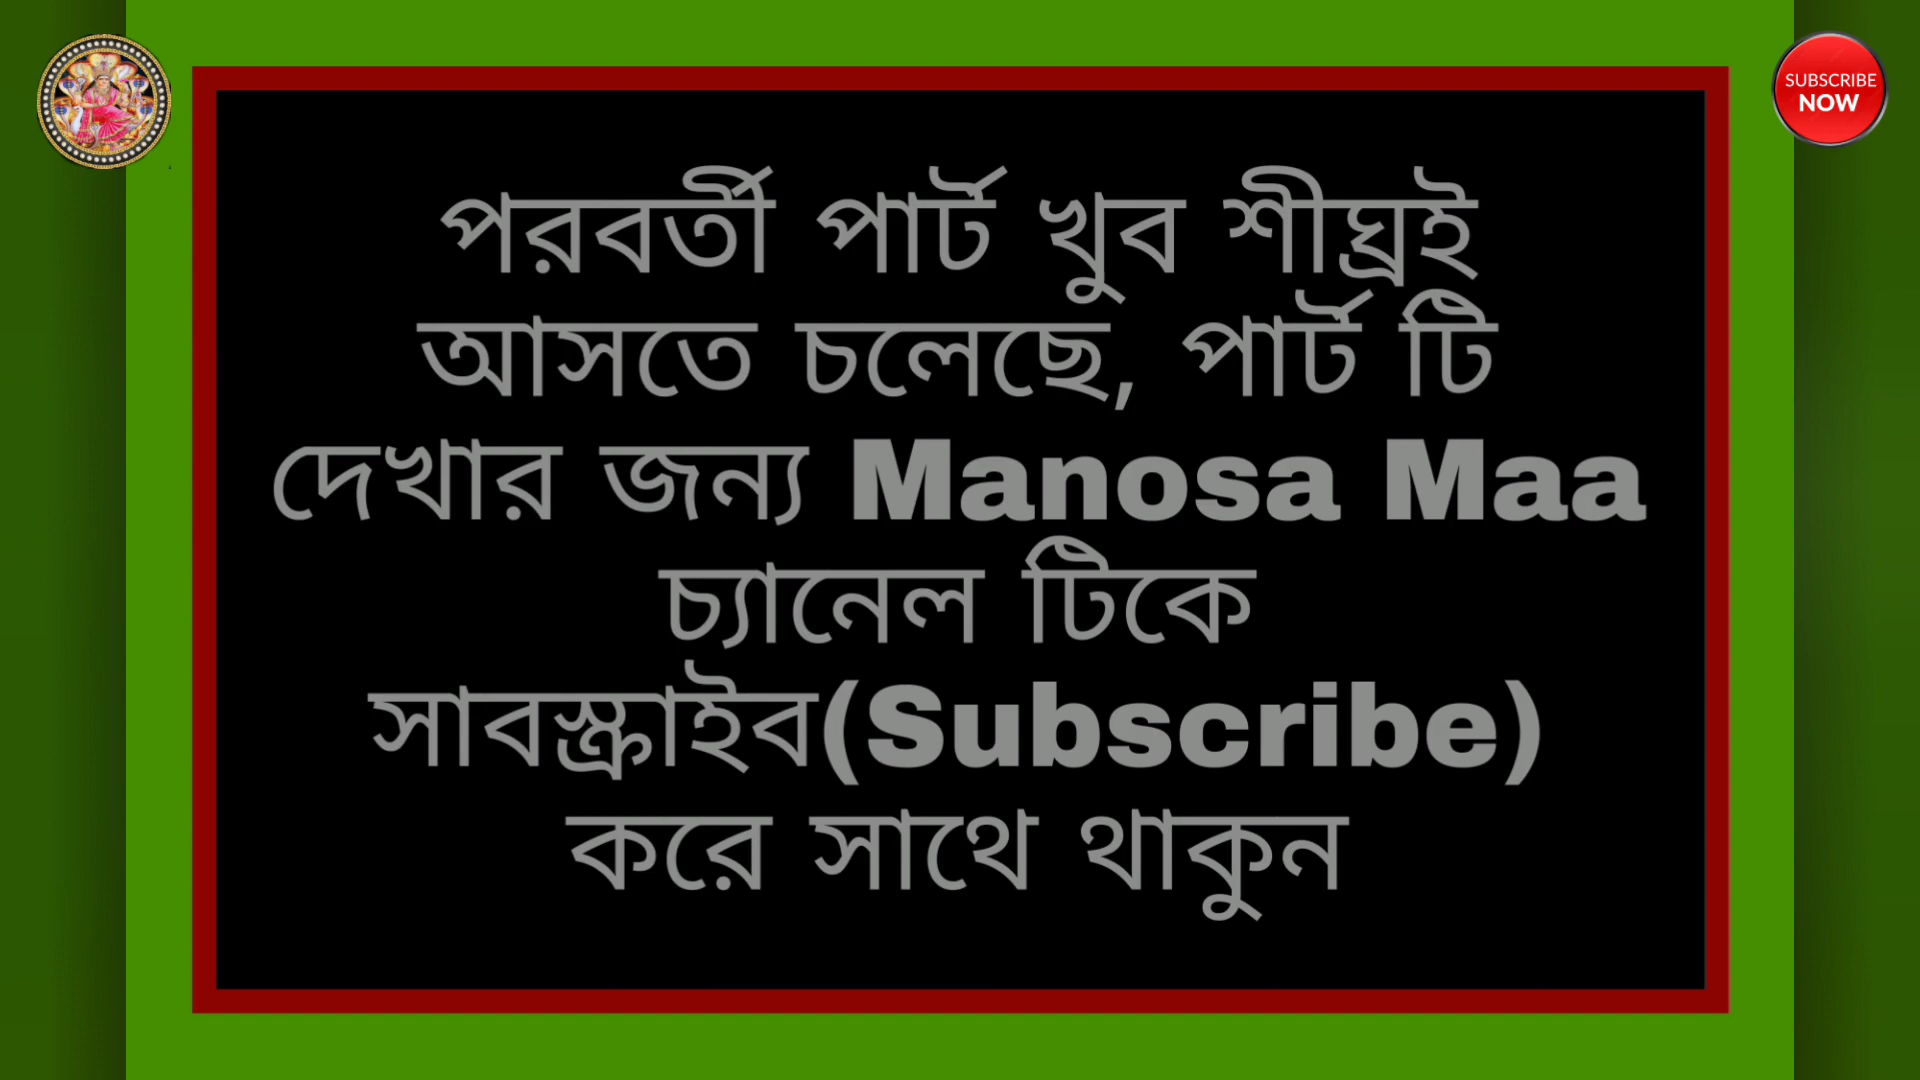 SUBSCRIBE
NOW
পরবর্তী পার্ট খুব শীঘ্রই
আসতে চলেছে, পার্ট টি
দেখার জন্য Manosa Maa
চ্যানেল টিকে
সাবস্ক্রাইব(Subscribe)
করে সাথে থাকুন